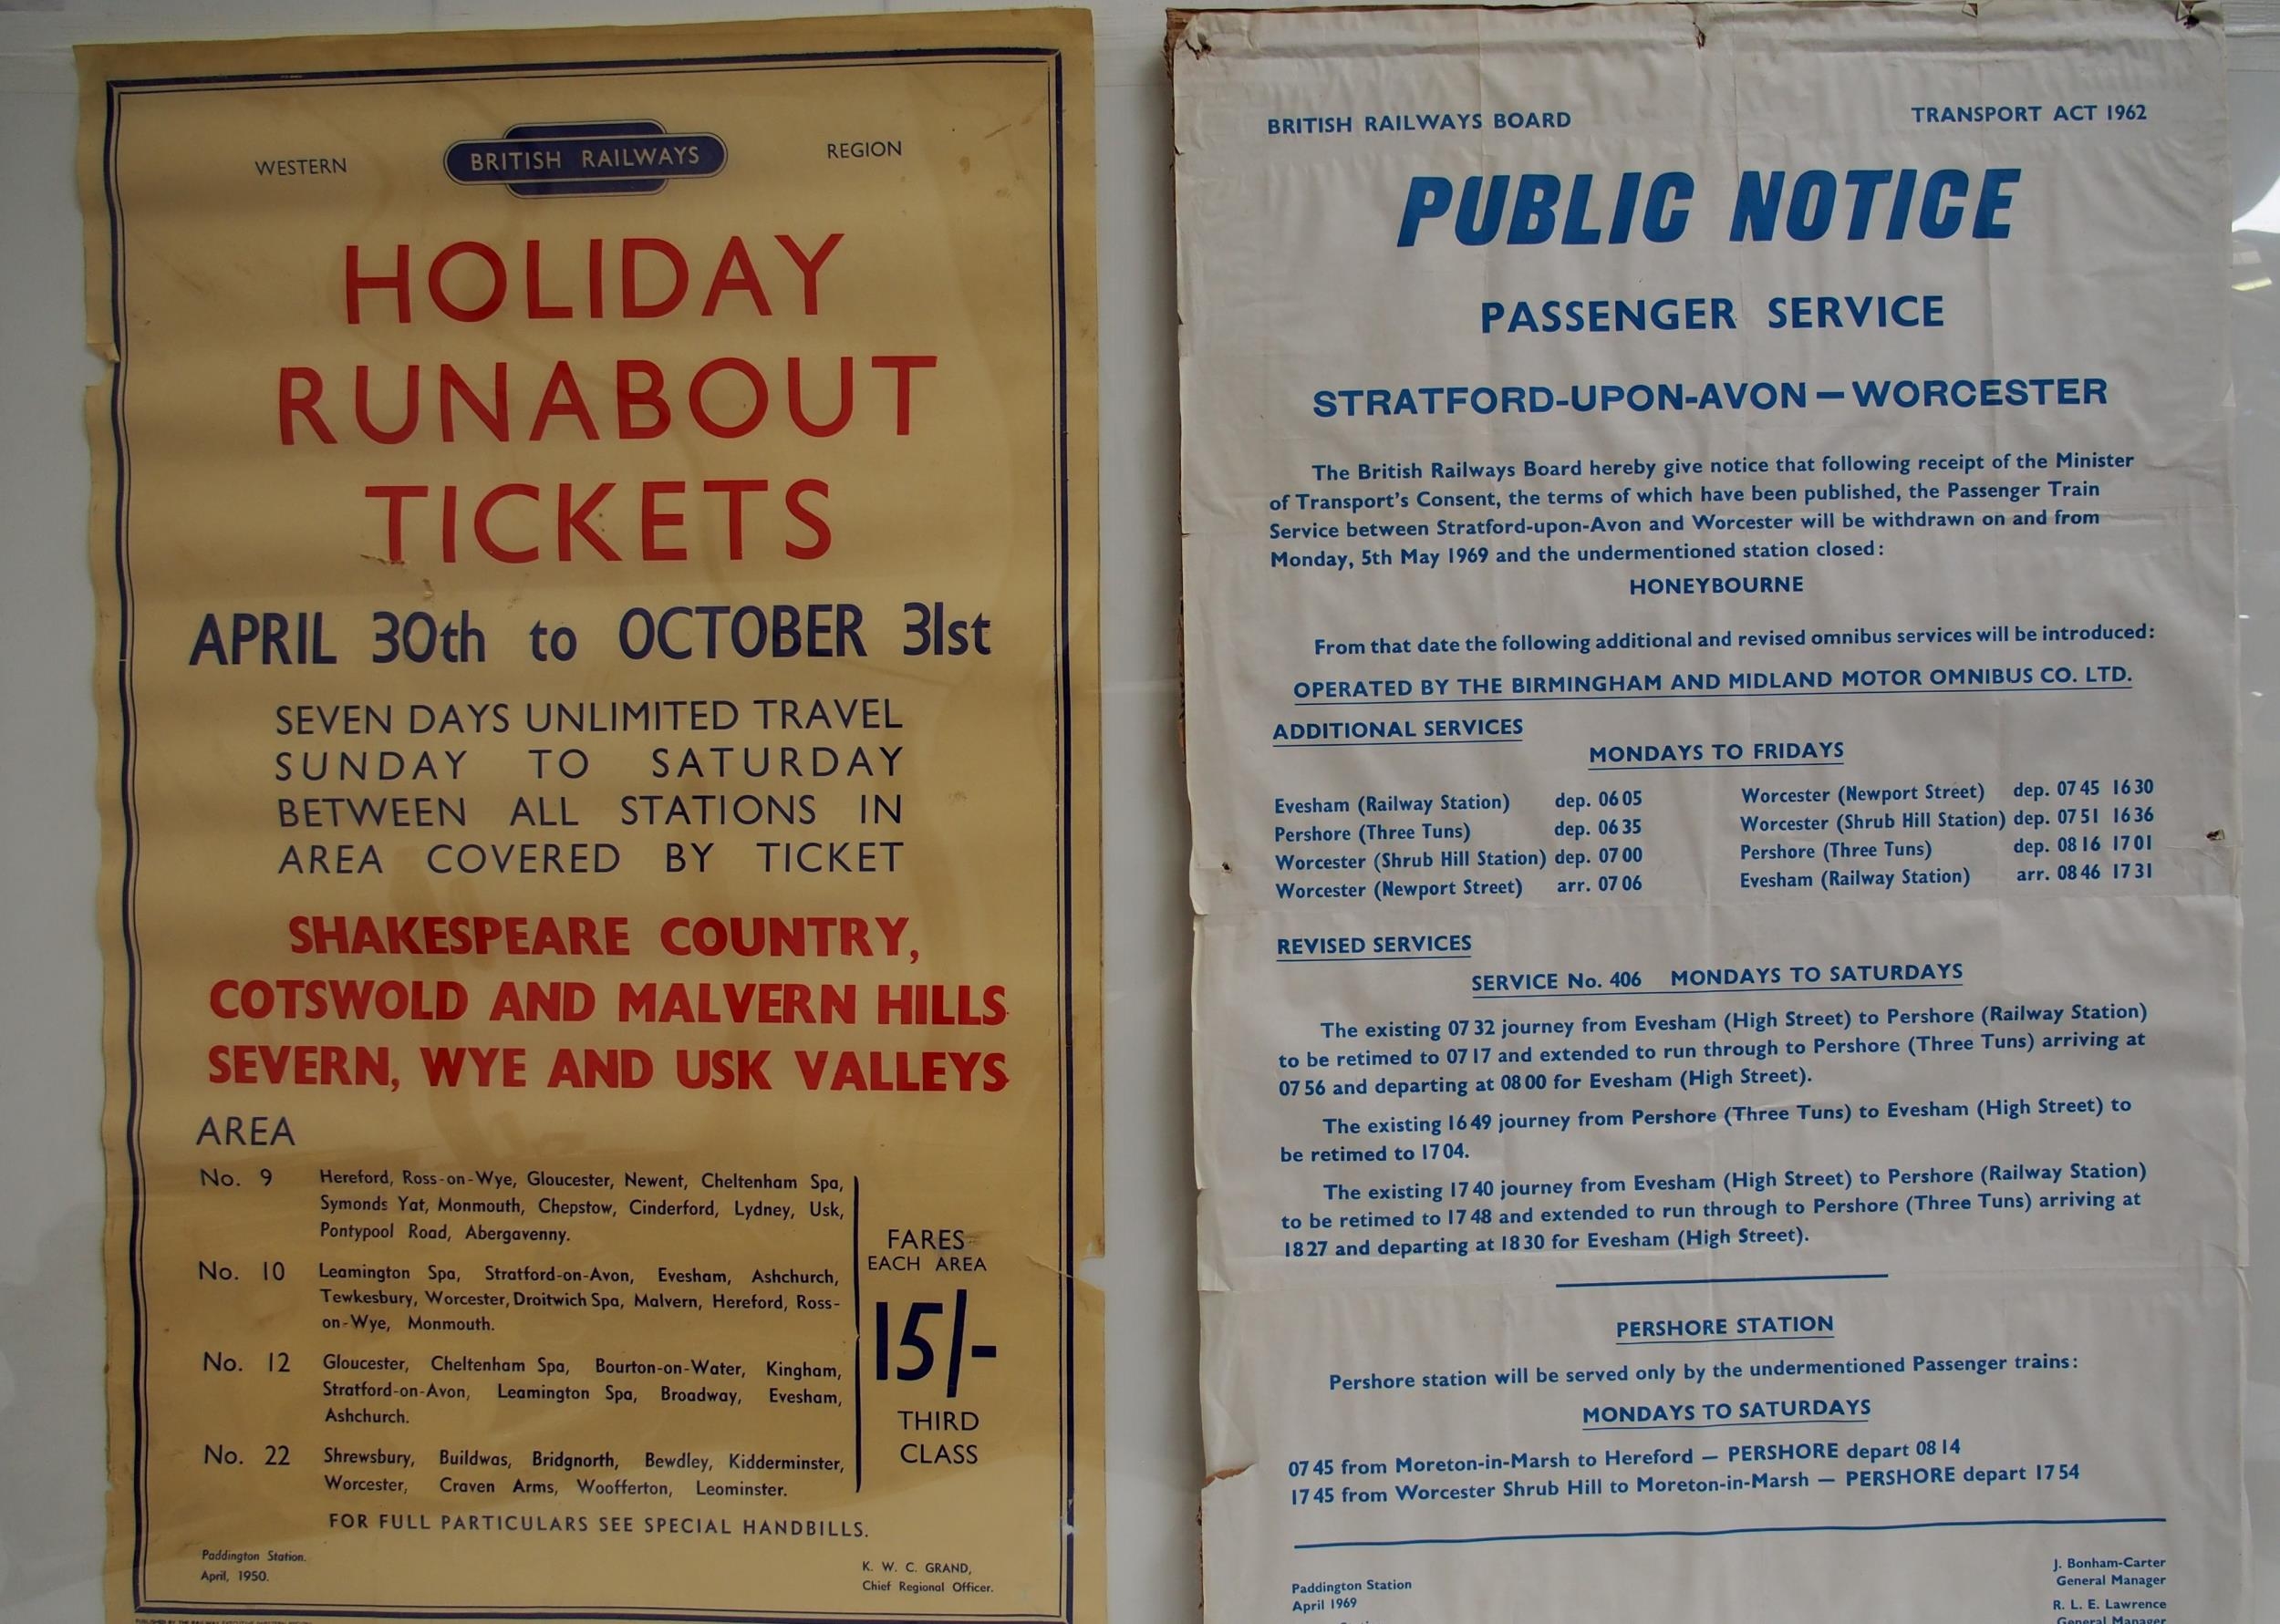 WESTERN BRITISH RAILWAYS REGION
HOLIDAY
RUNABOUT
TICKETS
APRIL 30th to OCTOBER 31st
SEVEN DAYS UNLIMITED TRAVEL
SUNDAY TO SATURDAY
BETWEEN ALL STATIONS IN
AREA COVERED BY TICKET
SHAKESPEARE COUNTRY,
COTSWOLD AND MALVERN HILLS
SEVERN, WYE AND USK VALLEYS
AREA
No. 9 Hereford, Ross-on-Wye, Gloucester, Newent, Cheltenham Spa,
Symonds Yat, Monmouth, Chepstow, Cinderford, Lydney, Usk,
Pontypool Road, Abergavenny.
No. 10 Leamington Spa, Stratford-on-Avon, Evesham, Ashchurch,
Tewkesbury, Worcester, Droitwich Spa, Malvern, Hereford, Ross-
on-Wye, Monmouth.
No. 12 Gloucester, Cheltenham Spa, Bourton-on-Water, Kingham,
Stratford-on-Avon, Leamington Spa, Broadway, Evesham,
Ashchurch.
No. 22 Shrewsbury, Buildwas, Bridgnorth, Bewdley, Kidderminster,
Worcester, Craven Arms, Woofferton, Leominster.
FARES
EACH AREA
15/-
THIRD
CLASS
FOR FULL PARTICULARS SEE SPECIAL HANDBILLS.
Paddington Station.
April, 1950.
K. W. C. GRAND,
Chief Regional Officer.
BRITISH RAILWAYS BOARD TRANSPORT ACT 1962
PUBLIC NOTICE
PASSENGER SERVICE
STRATFORD-UPON-AVON — WORCESTER
The British Railways Board hereby give notice that following receipt of the Minister
of Transport's Consent, the terms of which have been published, the Passenger Train
Service between Stratford-upon-Avon and Worcester will be withdrawn on and from
Monday, 5th May 1969 and the undermentioned station closed:
HONEYBOURNE
From that date the following additional and revised omnibus services will be introduced:
OPERATED BY THE BIRMINGHAM AND MIDLAND MOTOR OMNIBUS CO. LTD.
ADDITIONAL SERVICES
MONDAYS TO FRIDAYS
Evesham (Railway Station) dep. 06 05 Worcester (Newport Street) dep. 07 45 16 30
Pershore (Three Tuns) dep. 06 35 Worcester (Shrub Hill Station) dep. 07 51 16 36
Worcester (Shrub Hill Station) dep. 07 00 Pershore (Three Tuns) dep. 08 16 17 01
Worcester (Newport Street) arr. 07 06 Evesham (Railway Station) arr. 08 46 17 31
REVISED SERVICES
SERVICE No. 406 MONDAYS TO SATURDAYS
The existing 07 32 journey from Evesham (High Street) to Pershore (Railway Station)
to be retimed to 07 17 and extended to run through to Pershore (Three Tuns) arriving at
07 56 and departing at 08 00 for Evesham (High Street).
The existing 16 49 journey from Pershore (Three Tuns) to Evesham (High Street) to
be retimed to 17 04.
The existing 17 40 journey from Evesham (High Street) to Pershore (Railway Station)
to be retimed to 17 48 and extended to run through to Pershore (Three Tuns) arriving at
18 27 and departing at 18 30 for Evesham (High Street).
PERSHORE STATION
Pershore station will be served only by the undermentioned Passenger trains:
MONDAYS TO SATURDAYS
07 45 from Moreton-in-Marsh to Hereford — PERSHORE depart 08 14
17 45 from Worcester Shrub Hill to Moreton-in-Marsh — PERSHORE depart 17 54
Paddington Station
April 1969
J. Bonham-Carter
General Manager
R. L. E. Lawrence
General Manager